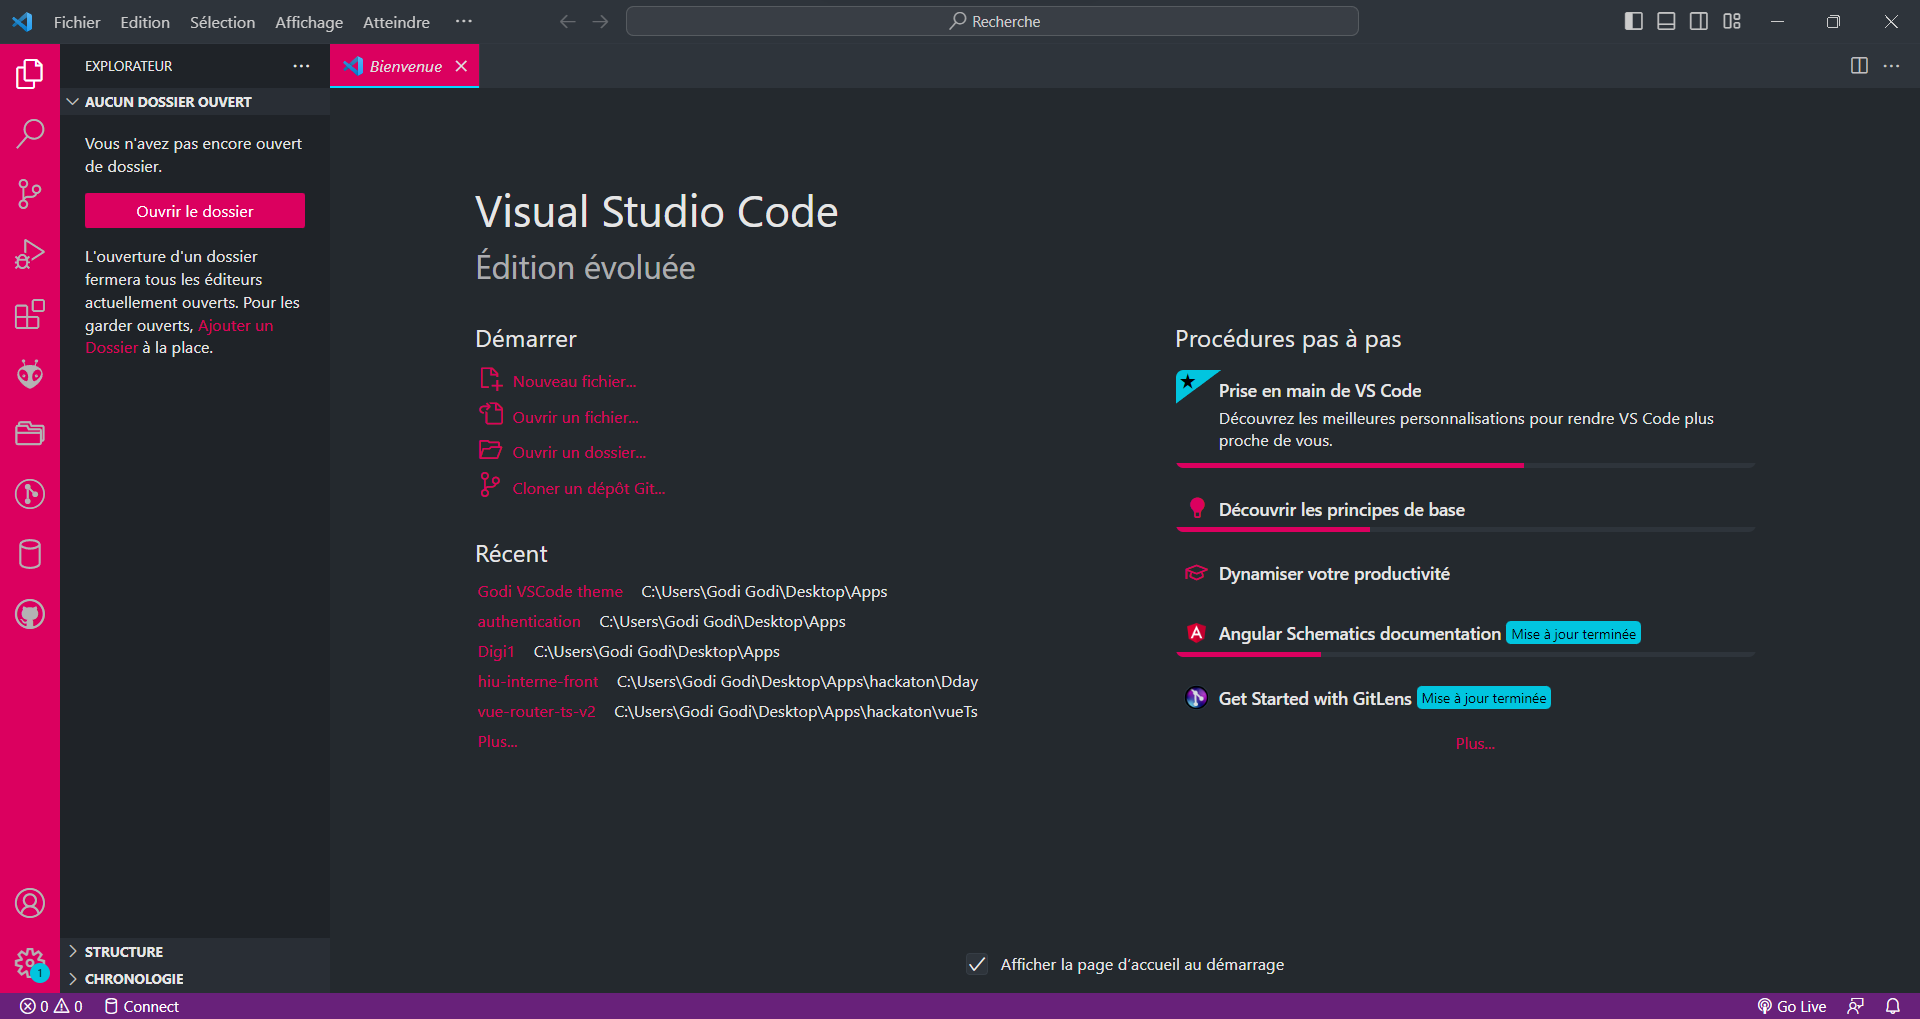 Fichier Edition Sélection Affichage Atteindre ··· Recherche
EXPLORATEUR ···
Bienvenue
AUCUN DOSSIER OUVERT
Vous n'avez pas encore ouvert
de dossier.
Ouvrir le dossier
L'ouverture d'un dossier
fermera tous les éditeurs
actuellement ouverts. Pour les
garder ouverts, Ajouter un
Dossier à la place.
STRUCTURE
CHRONOLOGIE
Visual Studio Code
Édition évoluée
Démarrer
Nouveau fichier...
Ouvrir un fichier...
Ouvrir un dossier...
Cloner un dépôt Git...
Récent
Godi VSCode theme C:\Users\Godi Godi\Desktop\Apps
authentication C:\Users\Godi Godi\Desktop\Apps
Digi1 C:\Users\Godi Godi\Desktop\Apps
hiu-interne-front C:\Users\Godi Godi\Desktop\Apps\hackaton\Dday
vue-router-ts-v2 C:\Users\Godi Godi\Desktop\Apps\hackaton\vueTs
Plus...
Procédures pas à pas
Prise en main de VS Code
Découvrez les meilleures personnalisations pour rendre VS Code plus
proche de vous.
Découvrir les principes de base
Dynamiser votre productivité
Angular Schematics documentation Mise à jour terminée
Get Started with GitLens Mise à jour terminée
Plus...
Afficher la page d'accueil au démarrage
1
0 0 Connect Go Live